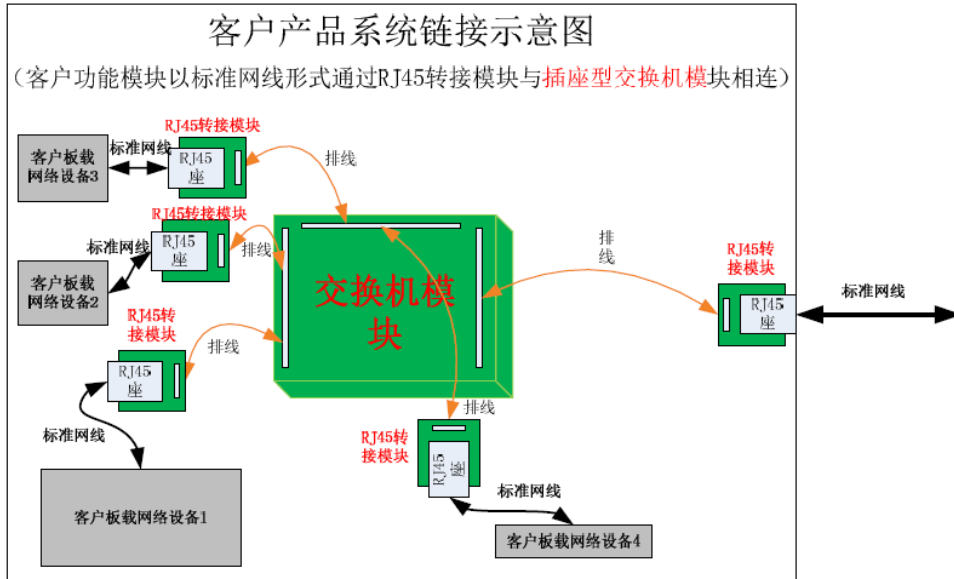 客户产品系统链接示意图
（客户功能模块以标准网线形式通过RJ45转接模块与插座型交换机模块相连）
RJ45转接模块
客户板载
网络设备3
标准网线
RJ45
座
排线
RJ45转接模块
客户板载
网络设备2
标准网线
RJ45
座
排线
交换机模
块
排
线
RJ45转
接模块
RJ45
座
标准网线
RJ45转
接模块
RJ45
座
排线
标准网线
客户板载网络设备1
排线
RJ45转
接模块
RJ45
座
标准网线
客户板载网络设备4